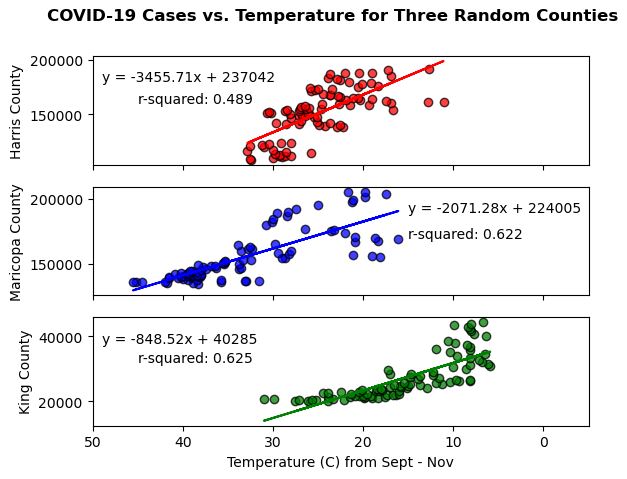 COVID-19 Cases vs. Temperature for Three Random Counties
200000
y = -3455.71x + 237042
r-squared: 0.489
150000
Harris County
200000
y = -2071.28x + 224005
r-squared: 0.622
150000
Maricopa County
40000
y = -848.52x + 40285
r-squared: 0.625
20000
King County
50 40 30 20 10 0
Temperature (C) from Sept - Nov